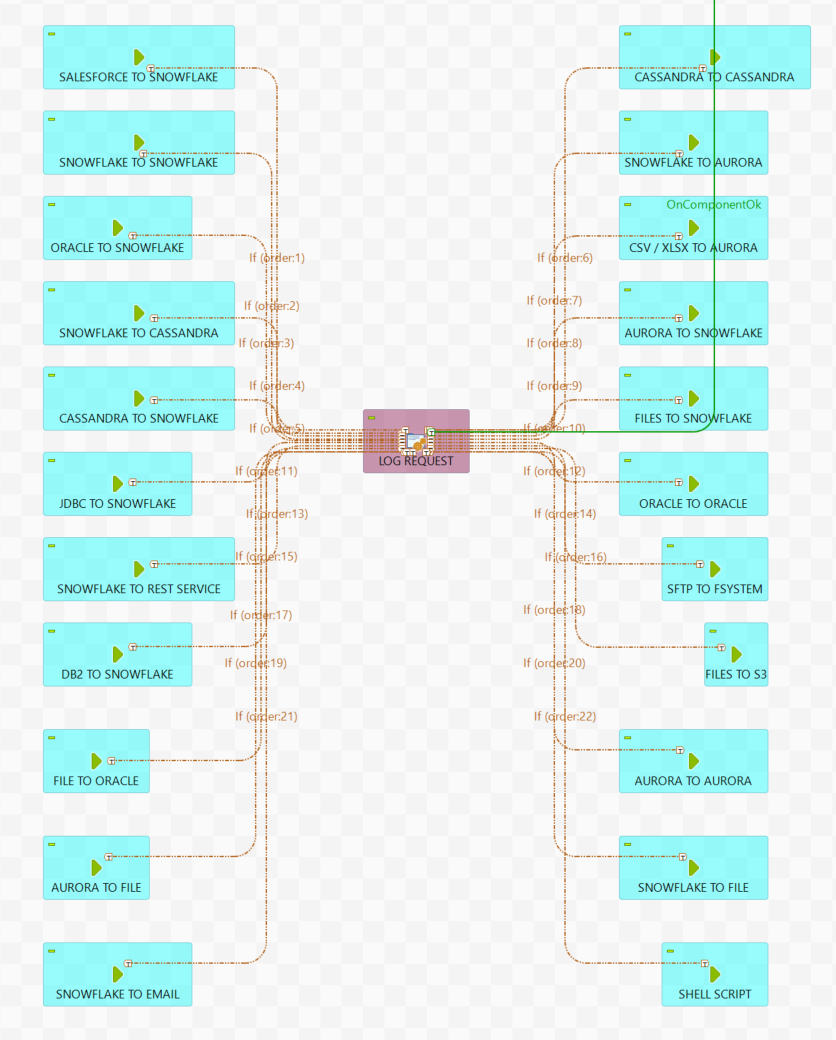 SALESFORCE TO SNOWFLAKE
CASSANDRA TO CASSANDRA
SNOWFLAKE TO SNOWFLAKE
SNOWFLAKE TO AURORA
OnComponentOk
ORACLE TO SNOWFLAKE
CSV / XLSX TO AURORA
If (order:1)
If (order:6)
If (order:2)
If (order:7)
SNOWFLAKE TO CASSANDRA
AURORA TO SNOWFLAKE
If (order:3)
If (order:8)
If (order:4)
If (order:9)
CASSANDRA TO SNOWFLAKE
FILES TO SNOWFLAKE
If (order:5)
If (order:10)
LOG REQUEST
If (order:11)
If (order:12)
JDBC TO SNOWFLAKE
ORACLE TO ORACLE
If (order:13)
If (order:14)
If (order:15)
If (order:16)
SNOWFLAKE TO REST SERVICE
SFTP TO FSYSTEM
If (order:17)
If (order:18)
If (order:19)
If (order:20)
DB2 TO SNOWFLAKE
FILES TO S3
If (order:21)
If (order:22)
FILE TO ORACLE
AURORA TO AURORA
AURORA TO FILE
SNOWFLAKE TO FILE
SNOWFLAKE TO EMAIL
SHELL SCRIPT